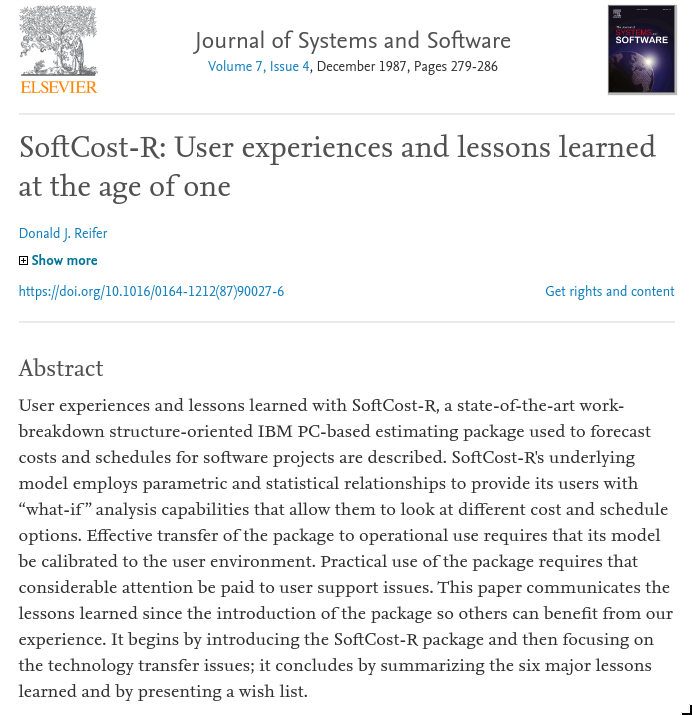 Journal of Systems and Software
Volume 7, Issue 4, December 1987, Pages 279-286
ELSEVIER
SYSTEMS
SOFTWARE
SoftCost-R: User experiences and lessons learned
at the age of one
Donald J. Reifer
Show more
https://doi.org/10.1016/0164-1212(87)90027-6
Get rights and content
Abstract
User experiences and lessons learned with SoftCost-R, a state-of-the-art work-
breakdown structure-oriented IBM PC-based estimating package used to forecast
costs and schedules for software projects are described. SoftCost-R's underlying
model employs parametric and statistical relationships to provide its users with
“what-if” analysis capabilities that allow them to look at different cost and schedule
options. Effective transfer of the package to operational use requires that its model
be calibrated to the user environment. Practical use of the package requires that
considerable attention be paid to user support issues. This paper communicates the
lessons learned since the introduction of the package so others can benefit from our
experience. It begins by introducing the SoftCost-R package and then focusing on
the technology transfer issues; it concludes by summarizing the six major lessons
learned and by presenting a wish list.